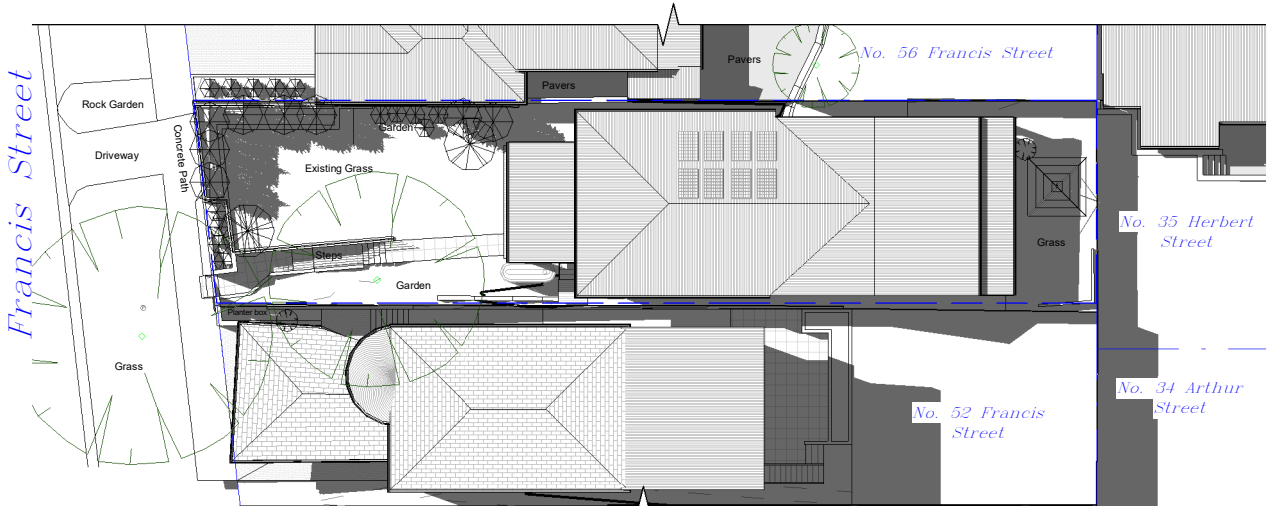 Francis Street
Rock Garden
Driveway
Concrete Path
Grass
Pavers
Pavers
No. 56 Francis Street
Garden
Existing Grass
Steps
Garden
Planter box
Grass
No. 35 Herbert
Street
No. 34 Arthur
Street
No. 52 Francis
Street